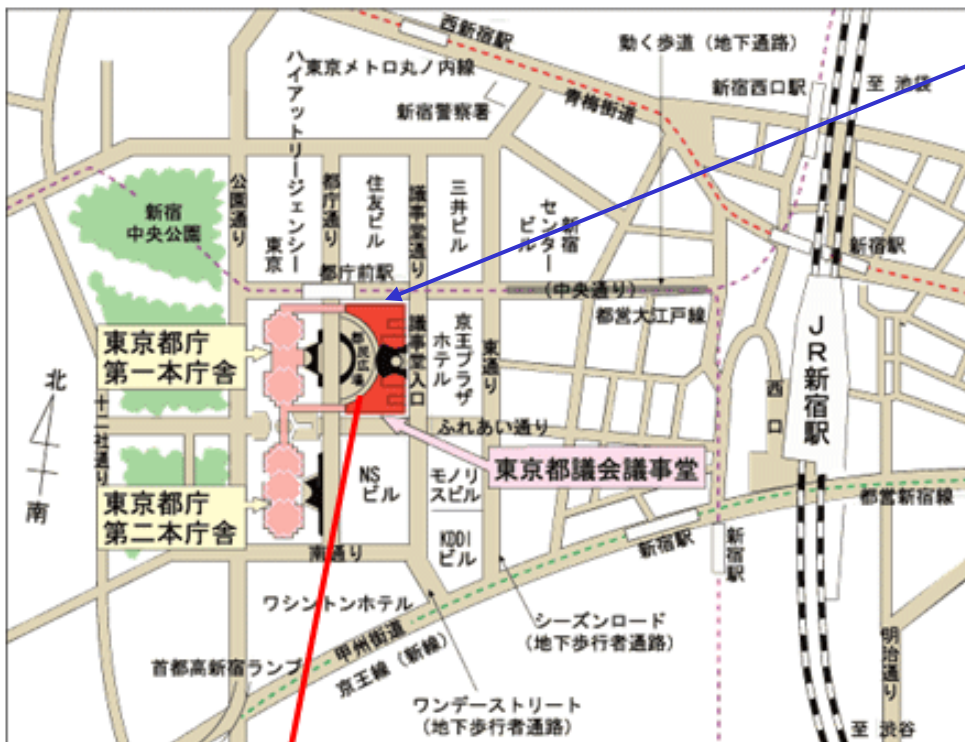 西新宿駅
動く歩道（地下通路）
東京メトロ丸ノ内線
新宿警察署
青梅街道
新宿西口駅
至 池袋
ハイアットリージェンシー
東京
公園通り
都庁通り
住友ビル
議事堂通り
三井ビル
新宿
センター
ビル
新宿
中央公園
都庁前駅
新宿駅
（中央通り）
都営大江戸線
東京都庁
第一本庁舎
都民広場
議事堂入口
京王プラザ
ホテル
東通り
JR新宿駅
西口
北
南
十二社通り
ふれあい通り
東京都議会議事堂
東京都庁
第二本庁舎
NS
ビル
モノリ
スビル
KDDI
ビル
都営新宿線
新宿駅
新宿駅
南通り
ワシントンホテル
シーズンロード
（地下歩行者通路）
甲州街道
京王線（新線）
首都高新宿ランプ
ワンデーストリート
（地下歩行者通路）
明治通り
至 渋谷